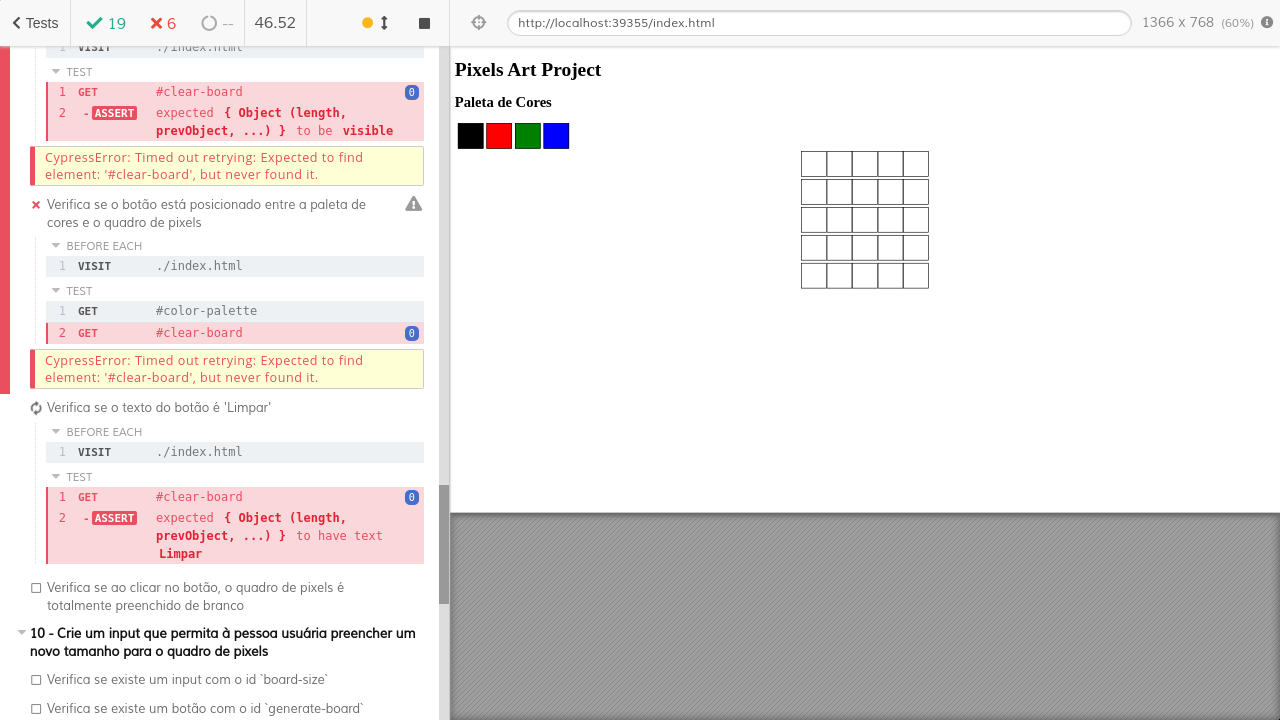 Tests
19
6
--
46.52
http://localhost:39355/index.html
1366 x 768 (60%)
1 VISIT ./index.html
TEST
1 GET #clear-board 0
2 - ASSERT expected { Object (length,
prevObject, ...) } to be visible
CypressError: Timed out retrying: Expected to find
element: '#clear-board', but never found it.
Verifica se o botão está posicionado entre a paleta de
cores e o quadro de pixels
BEFORE EACH
1 VISIT ./index.html
TEST
1 GET #color-palette
2 GET #clear-board 0
CypressError: Timed out retrying: Expected to find
element: '#clear-board', but never found it.
Verifica se o texto do botão é 'Limpar'
BEFORE EACH
1 VISIT ./index.html
TEST
1 GET #clear-board 0
2 - ASSERT expected { Object (length,
prevObject, ...) } to have text
Limpar
Verifica se ao clicar no botão, o quadro de pixels é
totalmente preenchido de branco
10 - Crie um input que permita à pessoa usuária preencher um
novo tamanho para o quadro de pixels
Verifica se existe um input com o id `board-size`
Verifica se existe um botão com o id `generate-board`
Pixels Art Project
Paleta de Cores